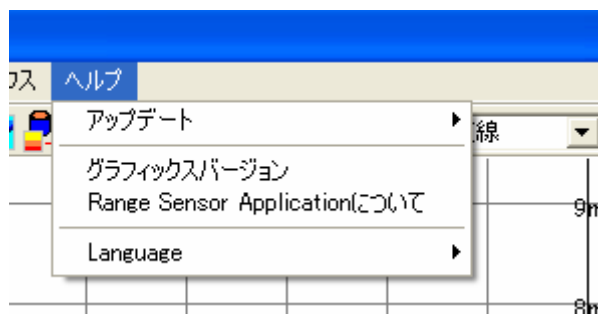 クス ヘルプ
アップデート
線
グラフィックスバージョン
Range Sensor Applicationについて
9m
Language
8m